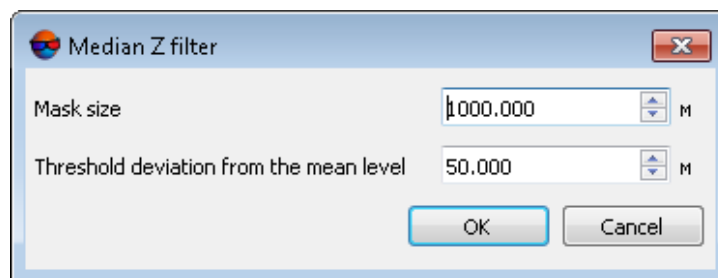 Median Z filter
Mask size 1000.000 м
Threshold deviation from the mean level 50.000 м
OK Cancel